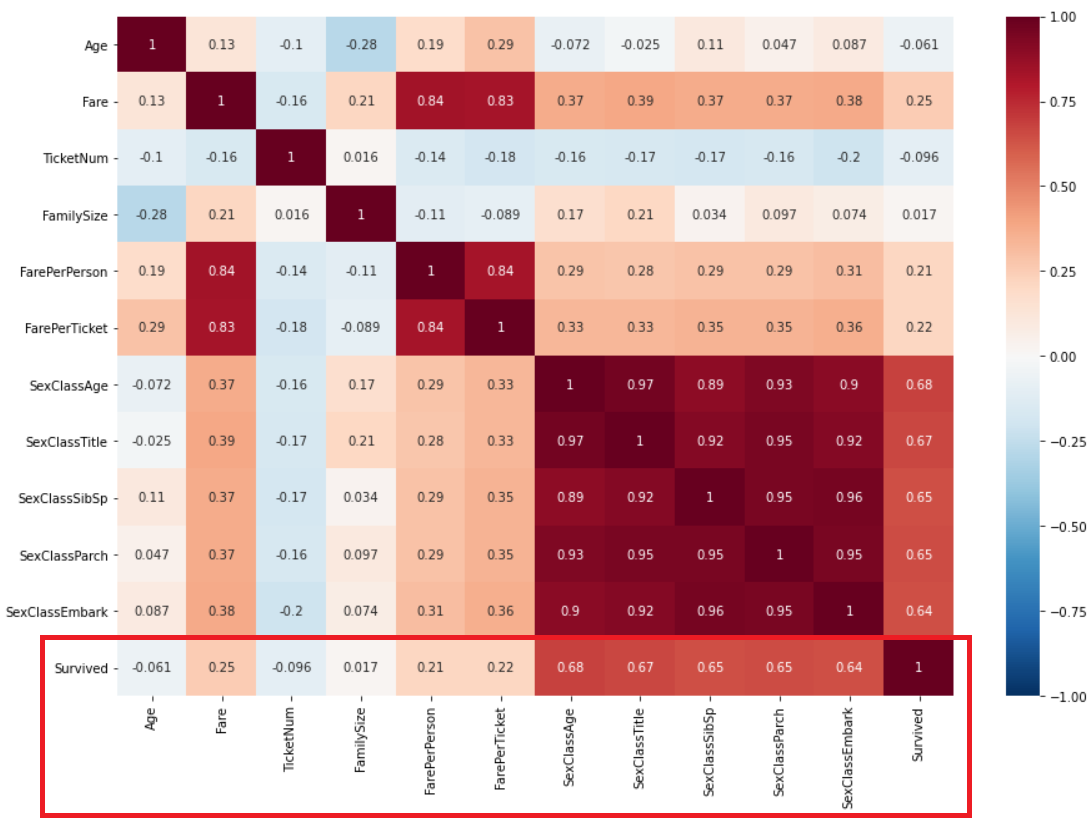 Age 1 0.13 -0.1 -0.28 0.19 0.29 -0.072 -0.025 0.11 0.047 0.087 -0.061
Fare 0.13 1 -0.16 0.21 0.84 0.83 0.37 0.39 0.37 0.37 0.38 0.25
TicketNum -0.1 -0.16 1 0.016 -0.14 -0.18 -0.16 -0.17 -0.17 -0.16 -0.2 -0.096
FamilySize -0.28 0.21 0.016 1 -0.11 -0.089 0.17 0.21 0.034 0.097 0.074 0.017
FarePerPerson 0.19 0.84 -0.14 -0.11 1 0.84 0.29 0.28 0.29 0.29 0.31 0.21
FarePerTicket 0.29 0.83 -0.18 -0.089 0.84 1 0.33 0.33 0.35 0.35 0.36 0.22
SexClassAge -0.072 0.37 -0.16 0.17 0.29 0.33 1 0.97 0.89 0.93 0.9 0.68
SexClassTitle -0.025 0.39 -0.17 0.21 0.28 0.33 0.97 1 0.92 0.95 0.92 0.67
SexClassSibSp 0.11 0.37 -0.17 0.034 0.29 0.35 0.89 0.92 1 0.95 0.96 0.65
SexClassParch 0.047 0.37 -0.16 0.097 0.29 0.35 0.93 0.95 0.95 1 0.95 0.65
SexClassEmbark 0.087 0.38 -0.2 0.074 0.31 0.36 0.9 0.92 0.96 0.95 1 0.64
Survived -0.061 0.25 -0.096 0.017 0.21 0.22 0.68 0.67 0.65 0.65 0.64 1
Age
Fare
TicketNum
FamilySize
FarePerPerson
FarePerTicket
SexClassAge
SexClassTitle
SexClassSibSp
SexClassParch
SexClassEmbark
Survived
1.00
0.75
0.50
0.25
0.00
−0.25
−0.50
−0.75
−1.00